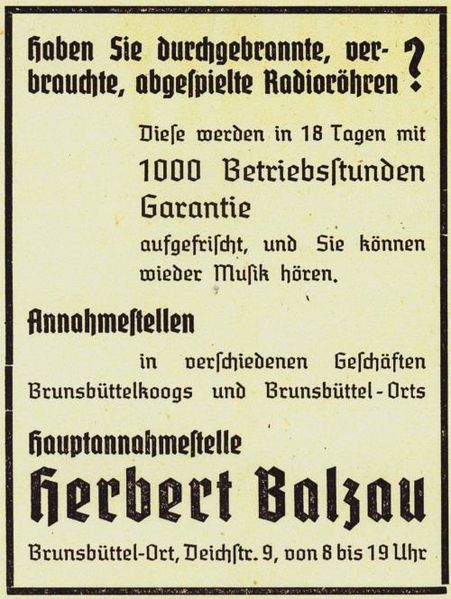 Haben Sie durchgebrannte, ver-
brauchte, abgespielte Radioröhren?
Diese werden in 18 Tagen mit
1000 Betriebsstunden
Garantie
aufgefrischt, und Sie können
wieder Musik hören.
Annahmestellen
in verschiedenen Geschäften
Brunsbüttelkoogs und Brunsbüttel-Orts
Hauptannahmestelle
Herbert Balzau
Brunsbüttel-Ort, Deichstr. 9, von 8 bis 19 Uhr